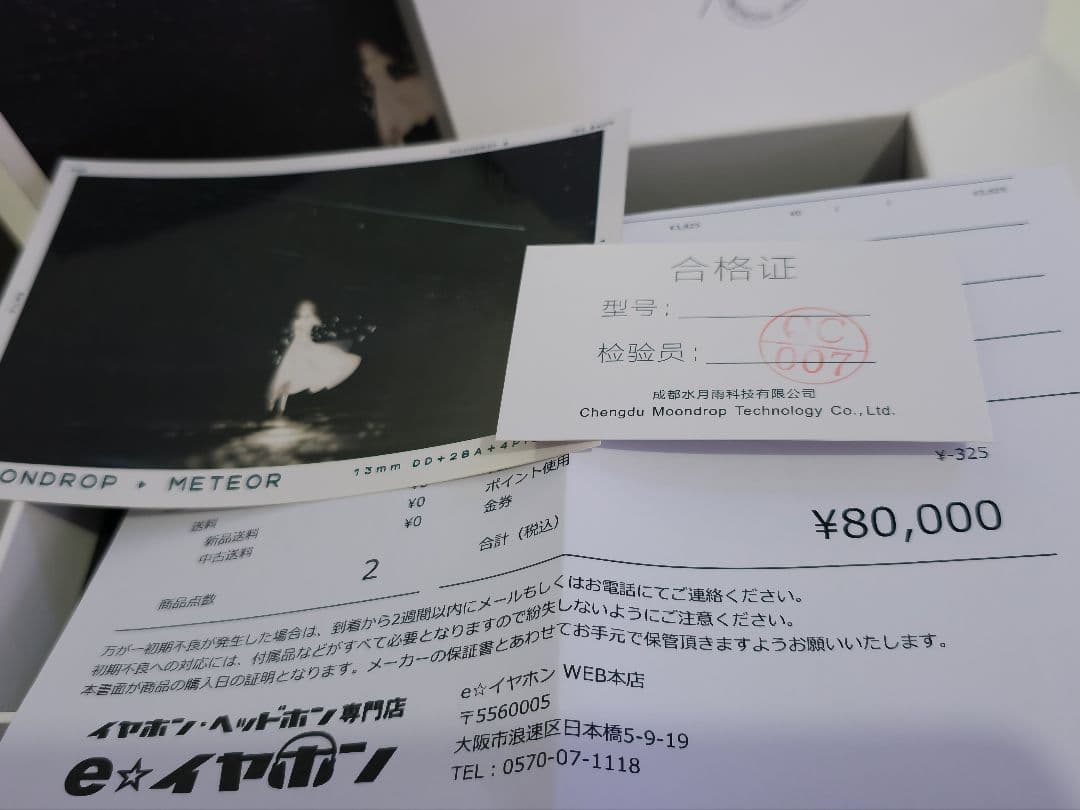 ONDROP + METEOR
13mm DD+2BA+4P
合格证
型号:
检验员:
QC
007
成都水月雨科技有限公司
Chengdu Moondrop Technology Co.,Ltd.
¥-325
ポイント使用
金券
合計（税込）
¥80,000
送料
新品送料 ¥0
中古送料 ¥0
商品点数 2
万が一初期不良が発生した場合は、到着から2週間以内にメールもしくはお電話にてご連絡ください。
初期不良への対応には、付属品などがすべて必要となりますので紛失しないようにご注意ください。
本書面が商品の購入日の証明となります。メーカーの保証書とあわせてお手元で保管頂きますようお願いいたします。
イヤホン・ヘッドホン専門店
e☆イヤホン
e☆イヤホン WEB本店
〒5560005
大阪市浪速区日本橋5-9-19
TEL：0570-07-1118